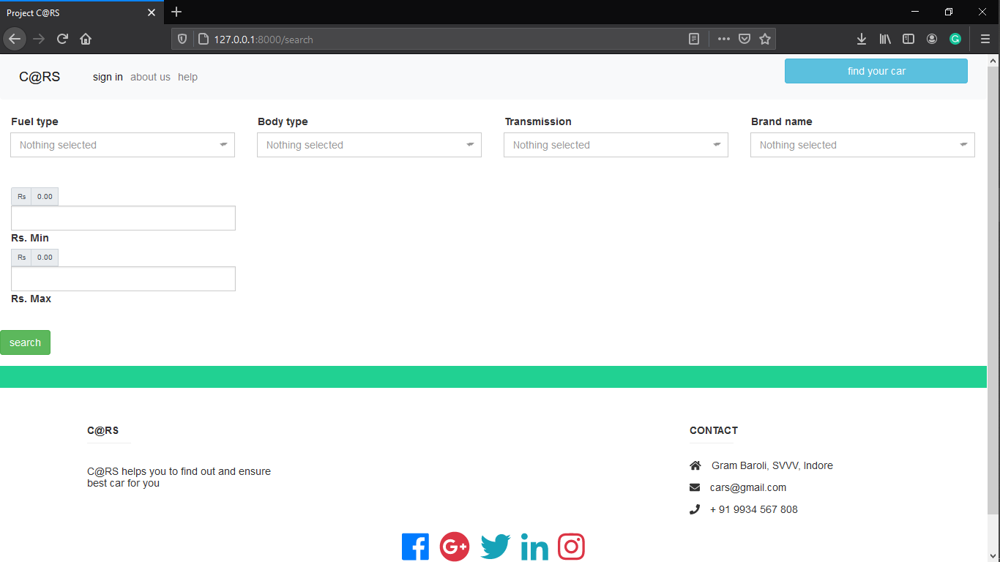 Project C@RS
127.0.0.1:8000/search
C@RS sign in about us help find your car
Fuel type Body type Transmission Brand name
Nothing selected Nothing selected Nothing selected Nothing selected
Rs 0.00
Rs. Min
Rs 0.00
Rs. Max
search
C@RS CONTACT
Gram Baroli, SVVV, Indore
C@RS helps you to find out and ensure
best car for you
cars@gmail.com
+ 91 9934 567 808